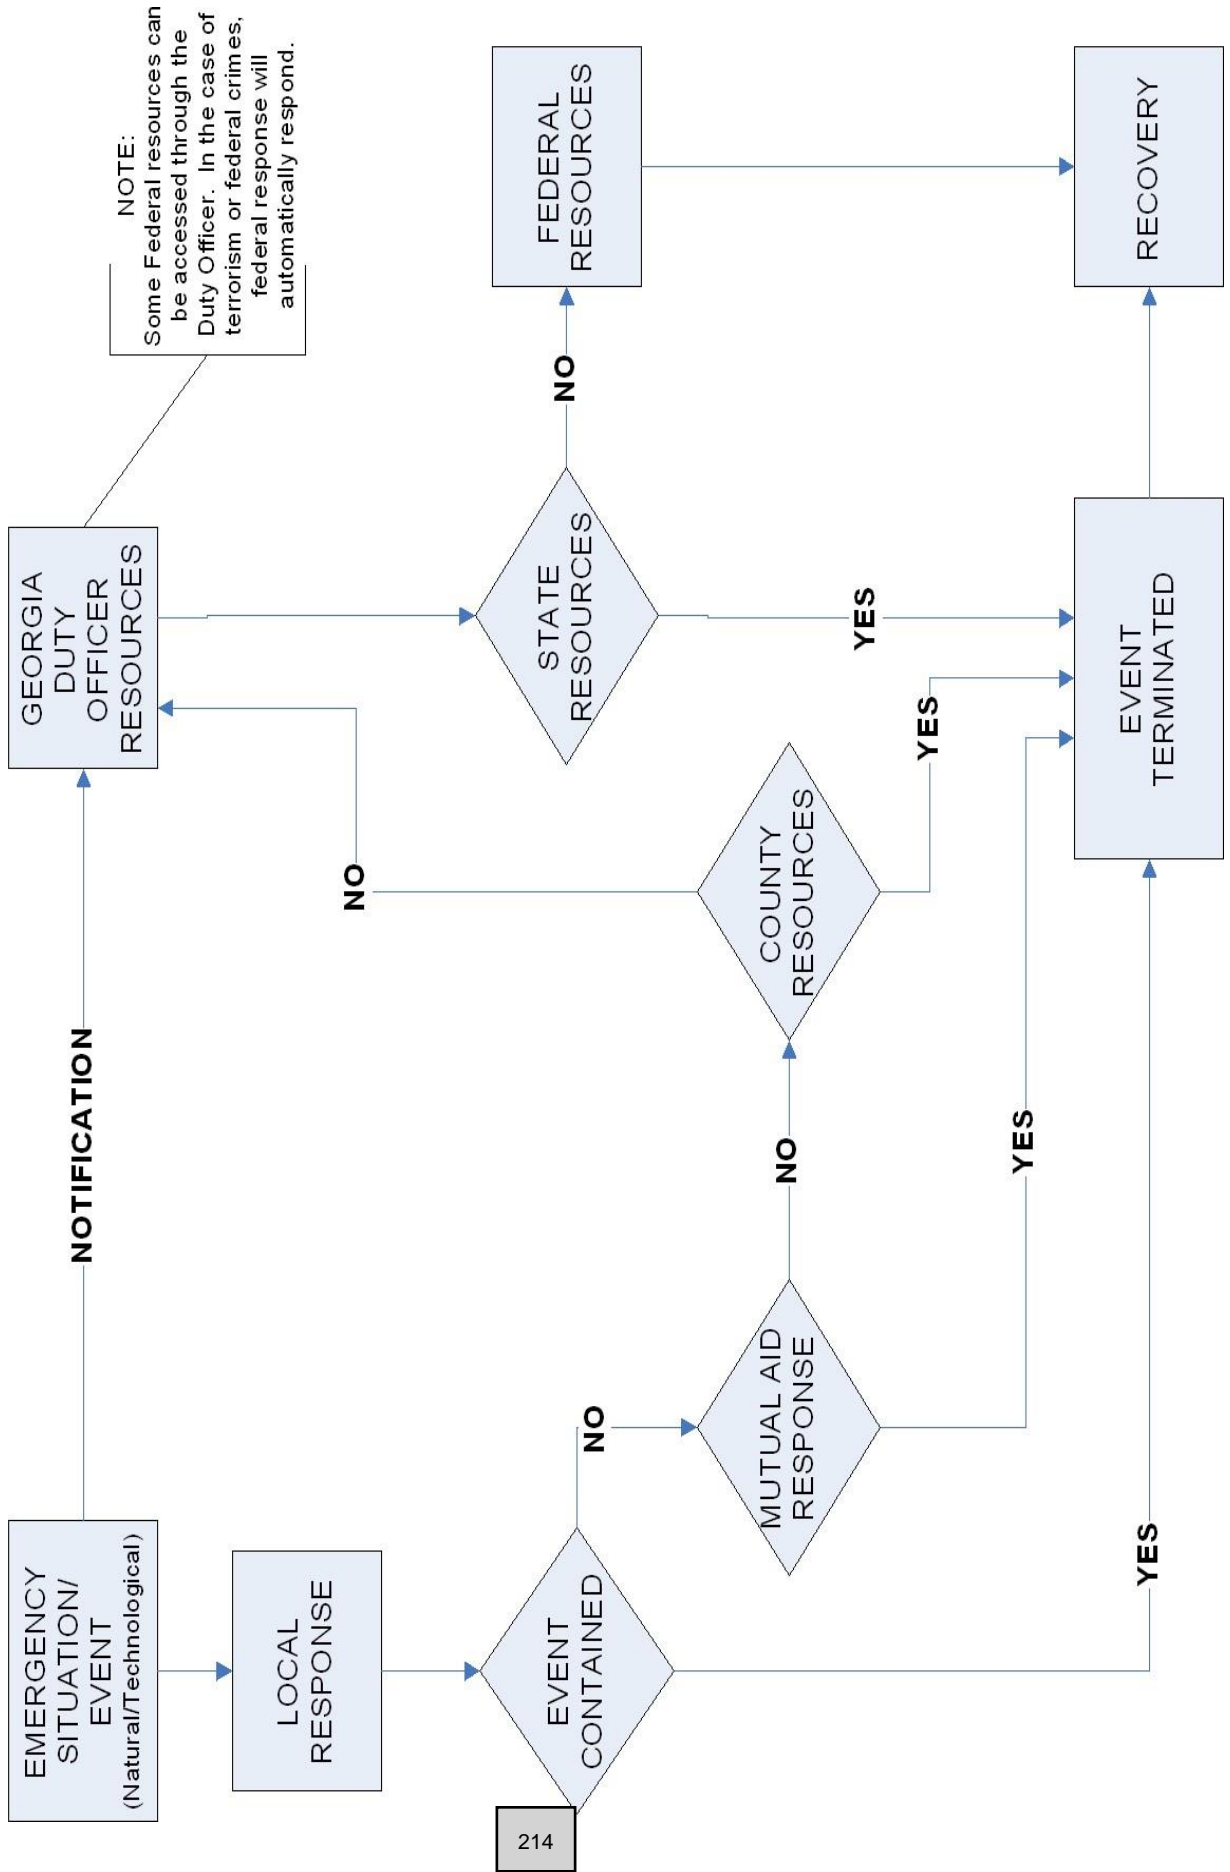 EMERGENCY
SITUATION/
EVENT
(Natural/Technological)
NOTIFICATION
GEORGIA
DUTY
OFFICER
RESOURCES
NOTE:
Some Federal resources can
be accessed through the
Duty Officer. In the case of
terrorism or federal crimes,
federal response will
automatically respond.
LOCAL
RESPONSE
NO
EVENT
CONTAINED
NO
STATE
RESOURCES
NO
FEDERAL
RESOURCES
MUTUAL AID
RESPONSE
NO
COUNTY
RESOURCES
YES
YES
YES
YES
EVENT
TERMINATED
RECOVERY
214